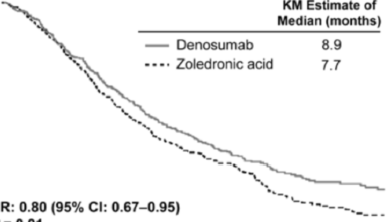 KM Estimate of
Median (months)
Denosumab 8.9
Zoledronic acid 7.7
R: 0.80 (95% CI: 0.67–0.95)